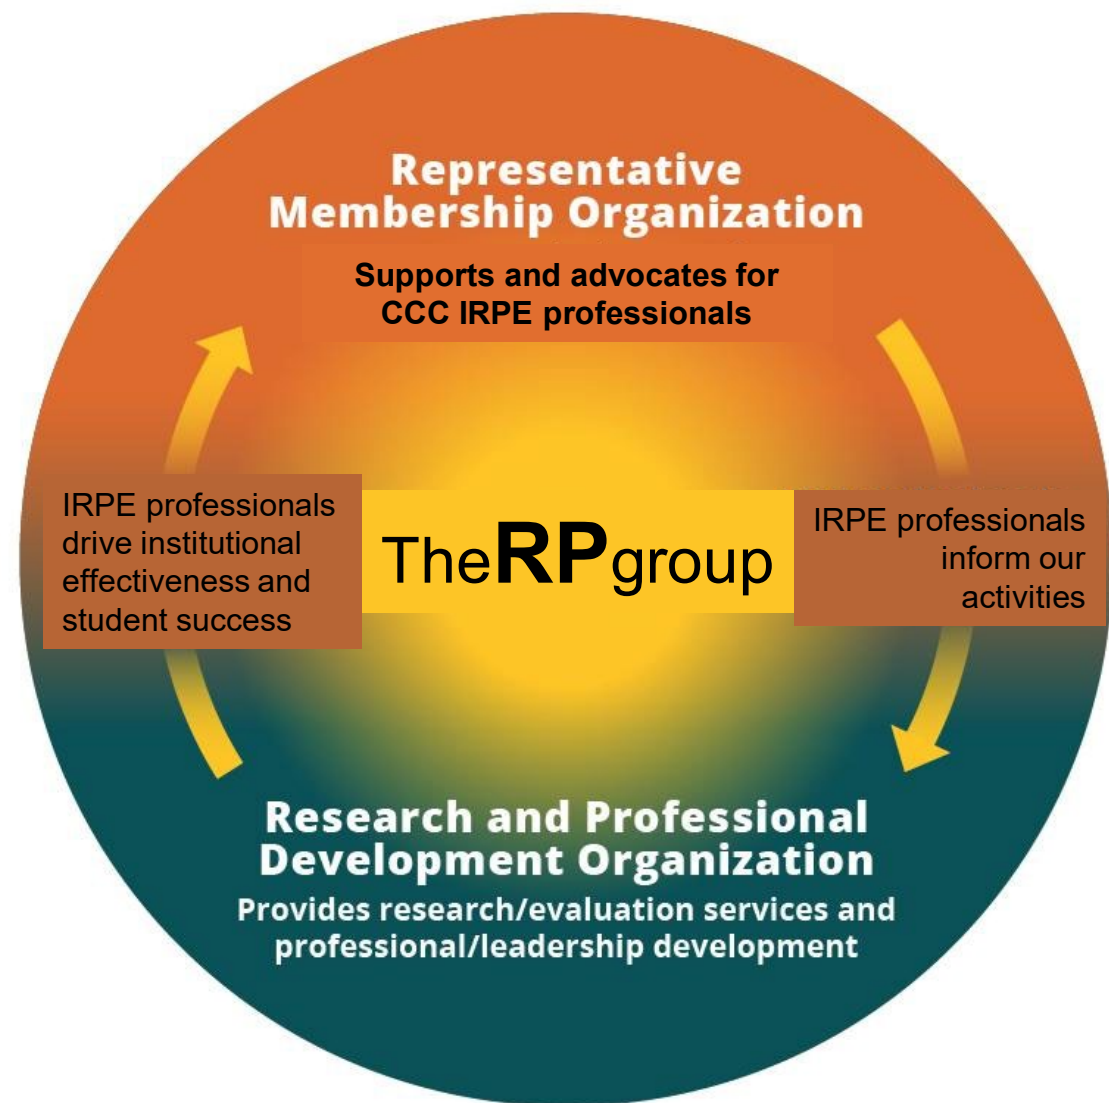 Representative
Membership Organization
Supports and advocates for
CCC IRPE professionals
IRPE professionals
drive institutional
effectiveness and
student success
TheRPgroup
IRPE professionals
inform our
activities
Research and Professional
Development Organization
Provides research/evaluation services and
professional/leadership development